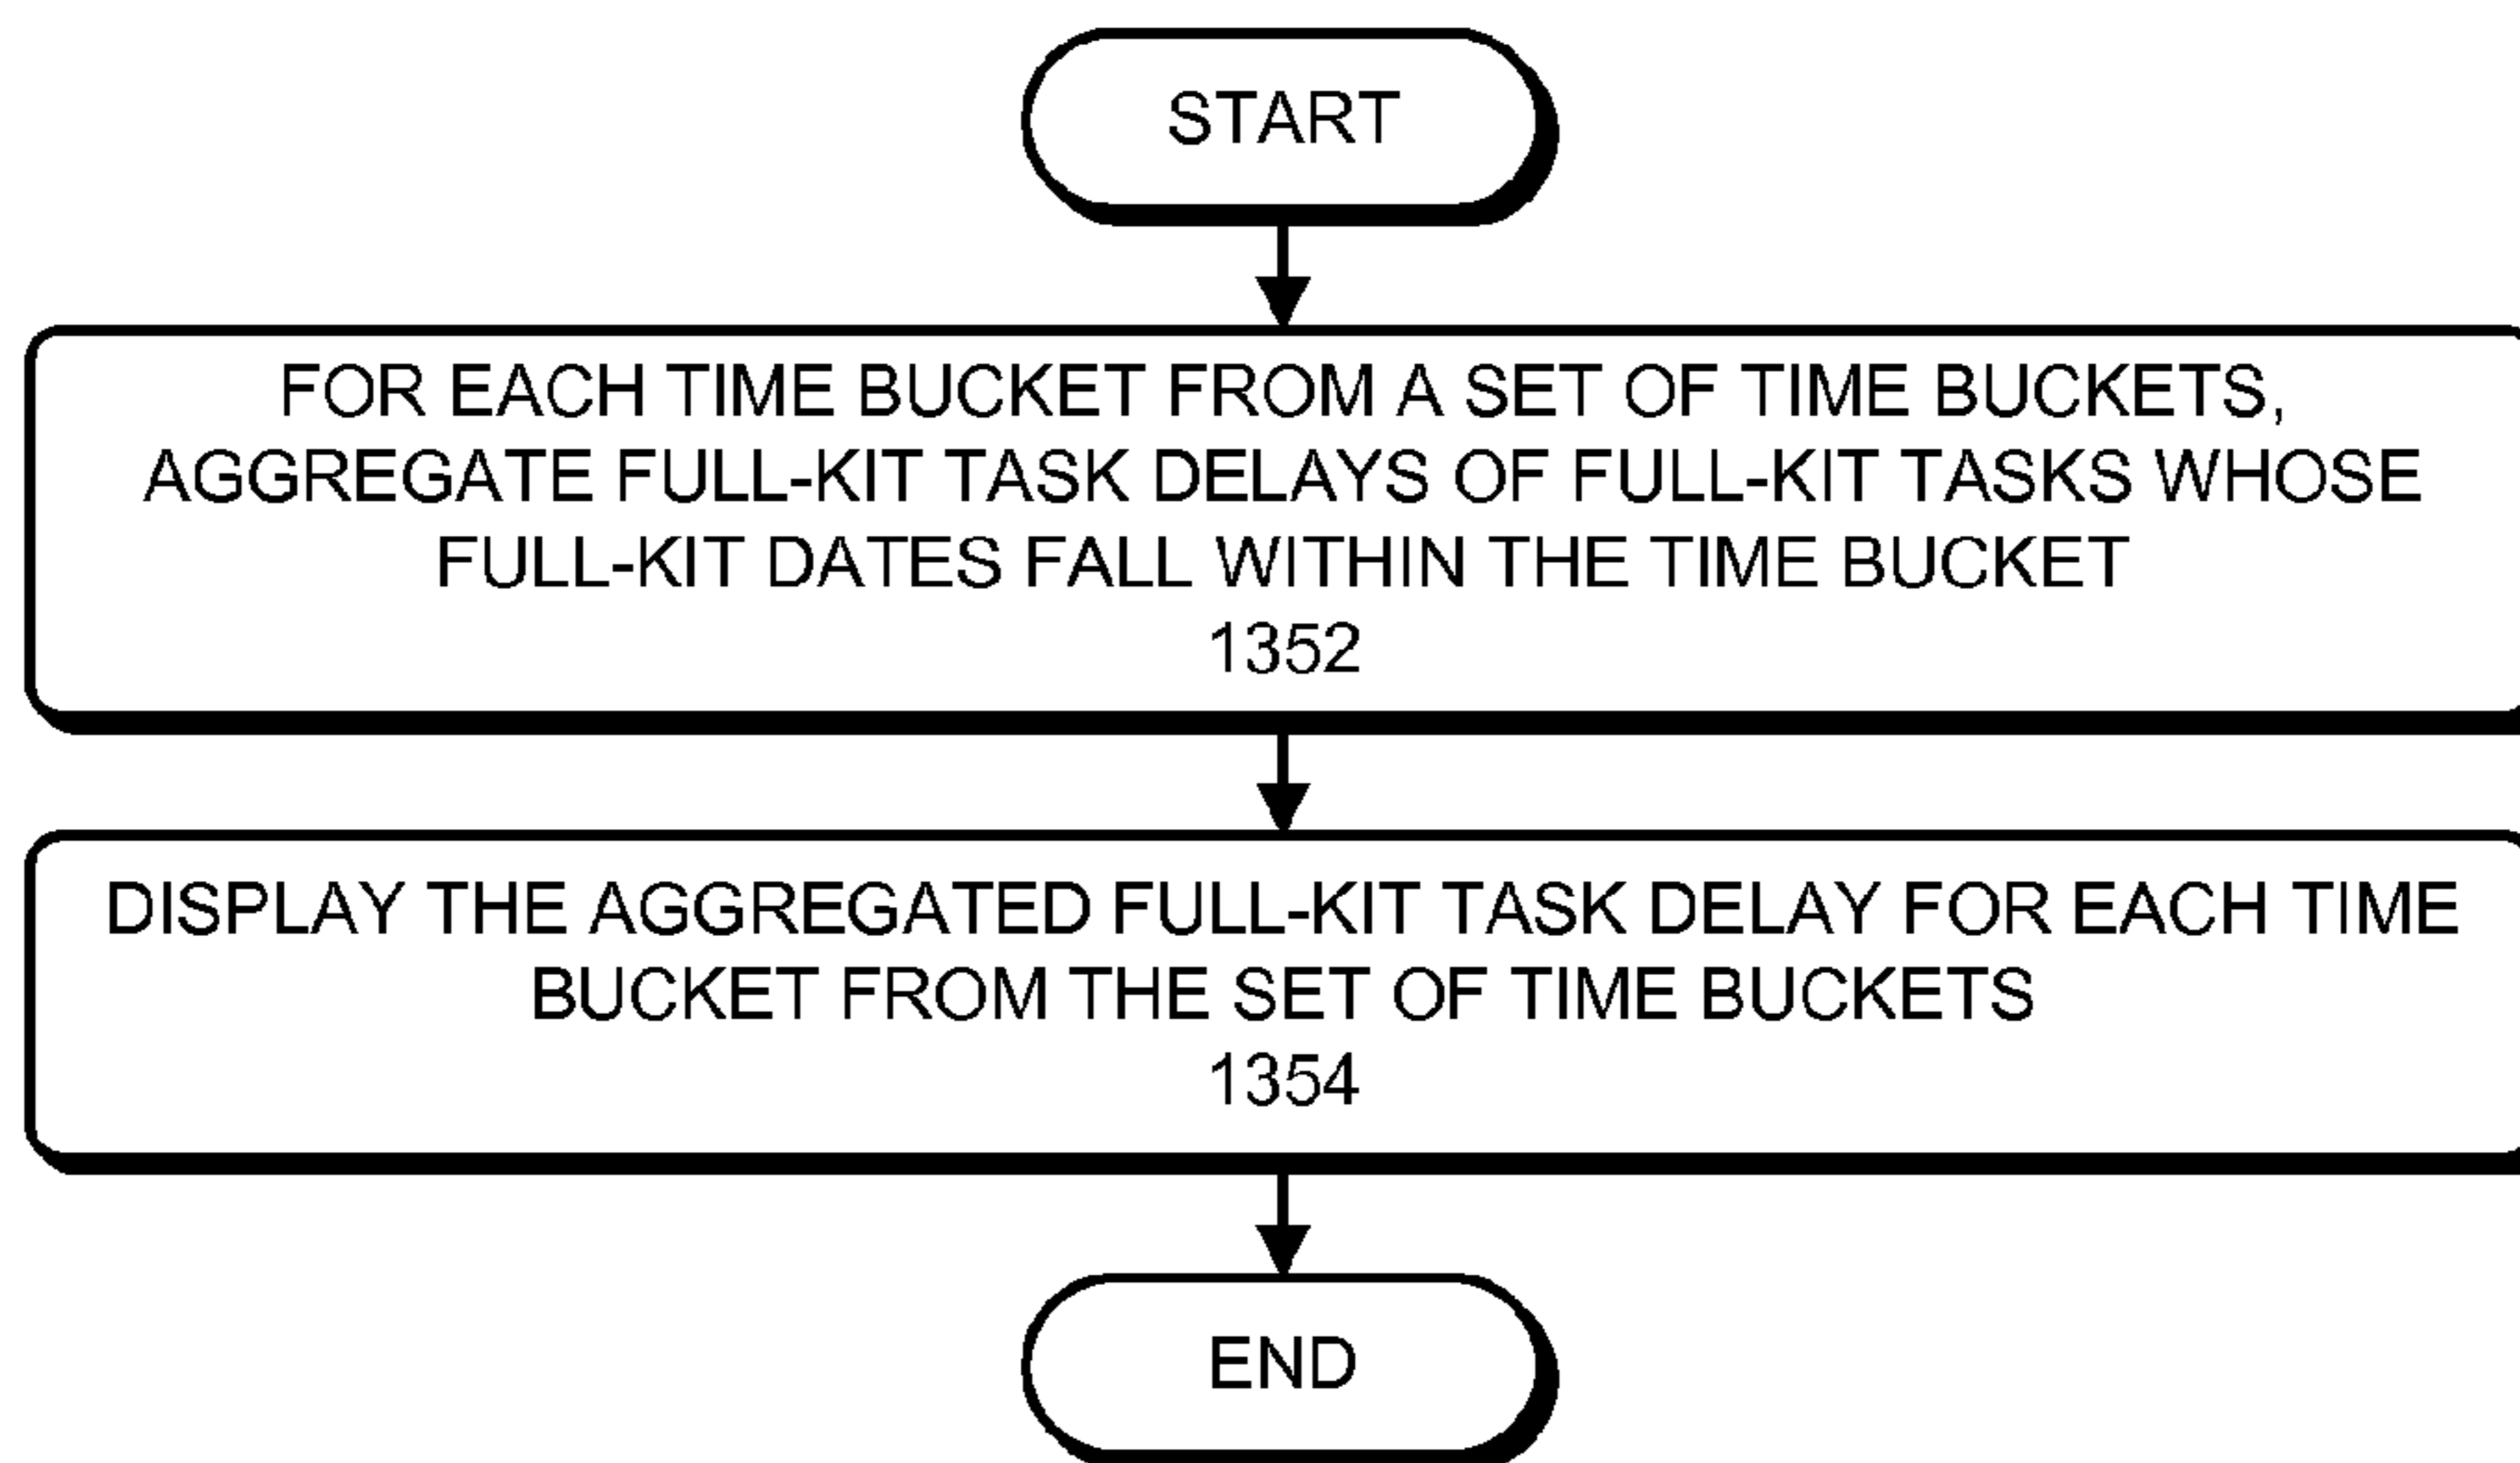 START
FOR EACH TIME BUCKET FROM A SET OF TIME BUCKETS,
AGGREGATE FULL-KIT TASK DELAYS OF FULL-KIT TASKS WHOSE
FULL-KIT DATES FALL WITHIN THE TIME BUCKET
1352
DISPLAY THE AGGREGATED FULL-KIT TASK DELAY FOR EACH TIME
BUCKET FROM THE SET OF TIME BUCKETS
1354
END